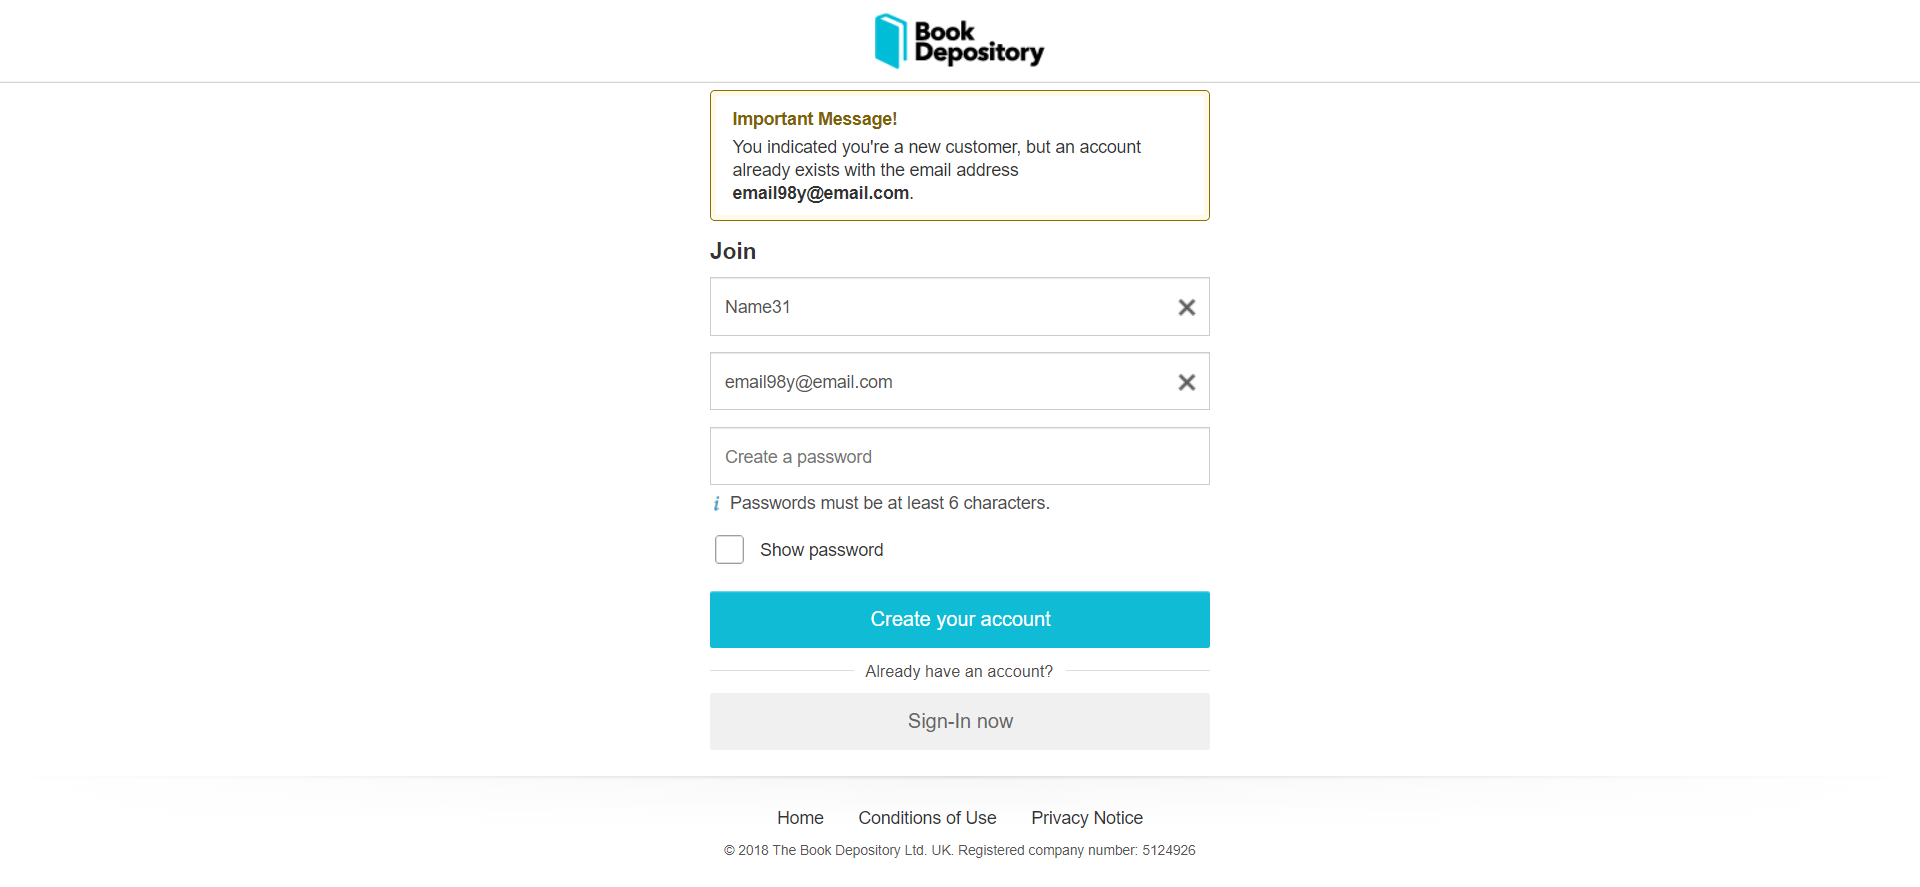 Book
Depository
Important Message!
You indicated you're a new customer, but an account
already exists with the email address
email98y@email.com.
Join
Name31
email98y@email.com
Create a password
i Passwords must be at least 6 characters.
Show password
Create your account
Already have an account?
Sign-In now
Home Conditions of Use Privacy Notice
© 2018 The Book Depository Ltd. UK. Registered company number: 5124926